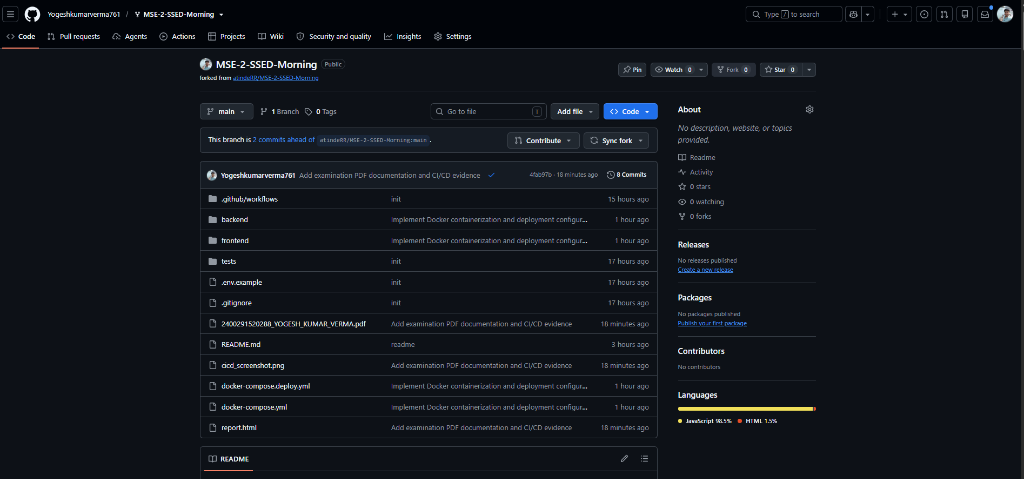 Yogeshkumarverma761 / MSE-2-SSED-Morning
Type / to search
Code Pull requests Agents Actions Projects Wiki Security and quality Insights Settings
MSE-2-SSED-Morning Public
forked from
Pin Watch 0 Fork 0 Star 0
main 1 Branch 0 Tags Go to file t Add file Code
This branch is 2 commits ahead of
Contribute Sync fork
Yogeshkumarverma761 Add examination PDF documentation and CI/CD evidence 4fab97b · 18 minutes ago 8 Commits
.github/workflows init 15 hours ago
backend Implement Docker containerization and deployment configur... 1 hour ago
frontend Implement Docker containerization and deployment configur... 1 hour ago
tests init 17 hours ago
.env.example init 17 hours ago
.gitignore init 17 hours ago
2400291520288_YOGESH_KUMAR_VERMA.pdf Add examination PDF documentation and CI/CD evidence 18 minutes ago
README.md readme 3 hours ago
cicd_screenshot.png Add examination PDF documentation and CI/CD evidence 18 minutes ago
docker-compose.deploy.yml Implement Docker containerization and deployment configur... 1 hour ago
docker-compose.yml Implement Docker containerization and deployment configur... 1 hour ago
report.html Add examination PDF documentation and CI/CD evidence 18 minutes ago
README
About
No description, website, or topics
provided.
Readme
Activity
0 stars
0 watching
0 forks
Releases
No releases published
Create a new release
Packages
No packages published
Publish your first package
Contributors
No contributors
Languages
JavaScript 98.5% HTML 1.5%